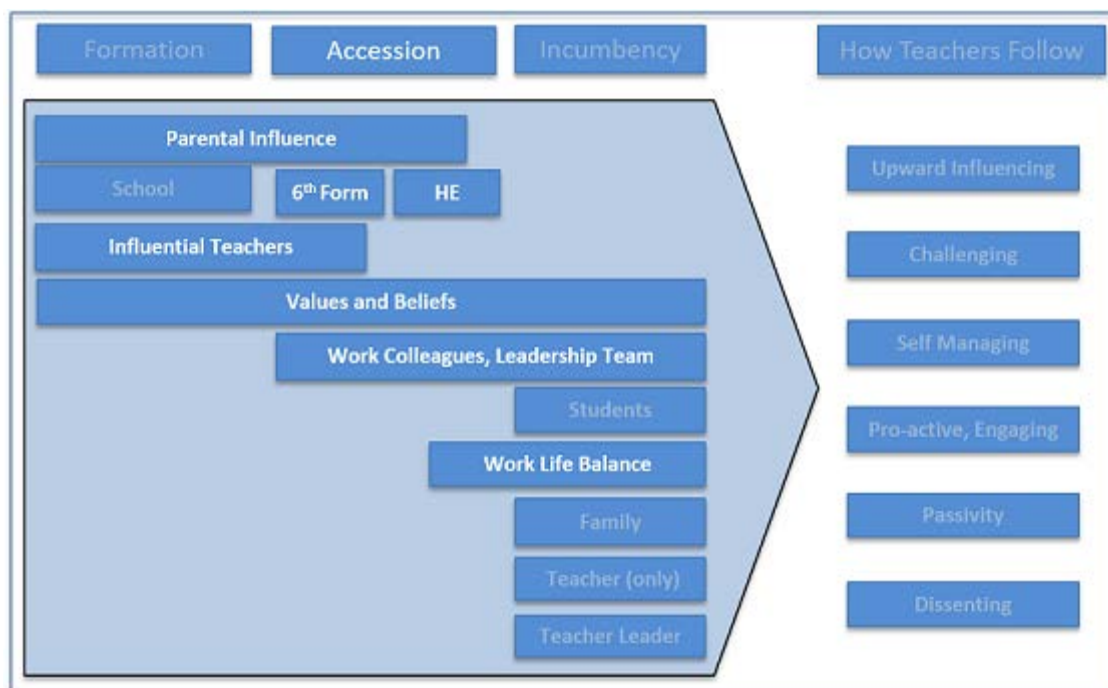 Formation
Accession
Incumbency
How Teachers Follow
Parental Influence
School
6th Form
HE
Influential Teachers
Values and Beliefs
Work Colleagues, Leadership Team
Students
Work Life Balance
Family
Teacher (only)
Teacher Leader
Upward Influencing
Challenging
Self Managing
Pro-active, Engaging
Passivity
Dissenting